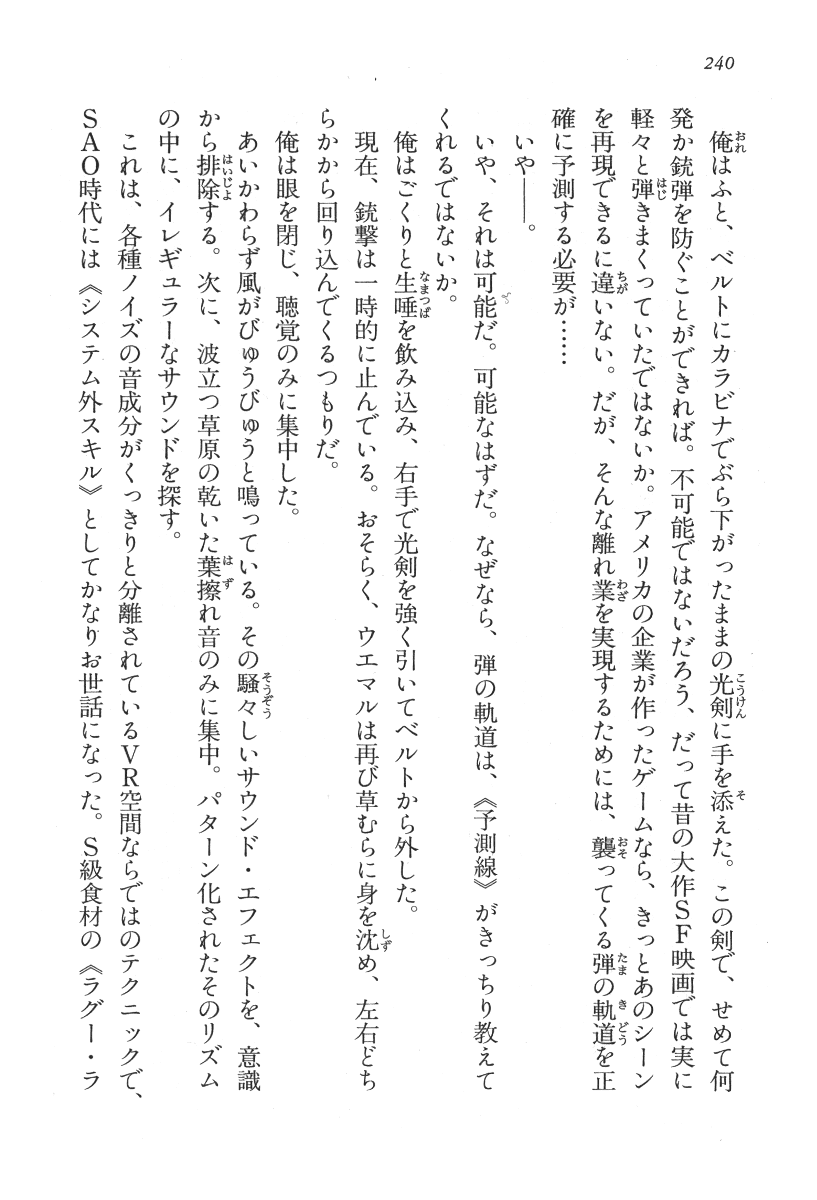 240
俺はふと、ベルトにカラビナでぶら下がったままの光剣に手を添えた。この剣で、せめて何
発か銃弾を防ぐことができれば。不可能ではないだろう、だって昔の大作SF映画では実に
軽々と弾きまくっていたではないか。アメリカの企業が作ったゲームなら、きっとあのシーン
を再現できるに違いない。だが、そんな離れ業を実現するためには、襲ってくる弾の軌道を正
確に予測する必要が……
いや――。
いや、それは可能だ。可能なはずだ。なぜなら、弾の軌道は、《予測線》がきっちり教えて
くれるではないか。
俺はごくりと生唾を飲み込み、右手で光剣を強く引いてベルトから外した。
現在、銃撃は一時的に止んでいる。おそらく、ウエマルは再び草むらに身を沈め、左右どち
らかから回り込んでくるつもりだ。
俺は眼を閉じ、聴覚のみに集中した。
あいかわらず風がびゅうびゅうと鳴っている。その騒々しいサウンド・エフェクトを、意識
から排除する。次に、波立つ草原の乾いた葉擦れ音のみに集中。パターン化されたそのリズム
の中に、イレギュラーなサウンドを探す。
これは、各種ノイズの音成分がくっきりと分離されているVR空間ならではのテクニックで、
SAO時代には《システム外スキル》としてかなりお世話になった。S級食材の《ラグー・ラ